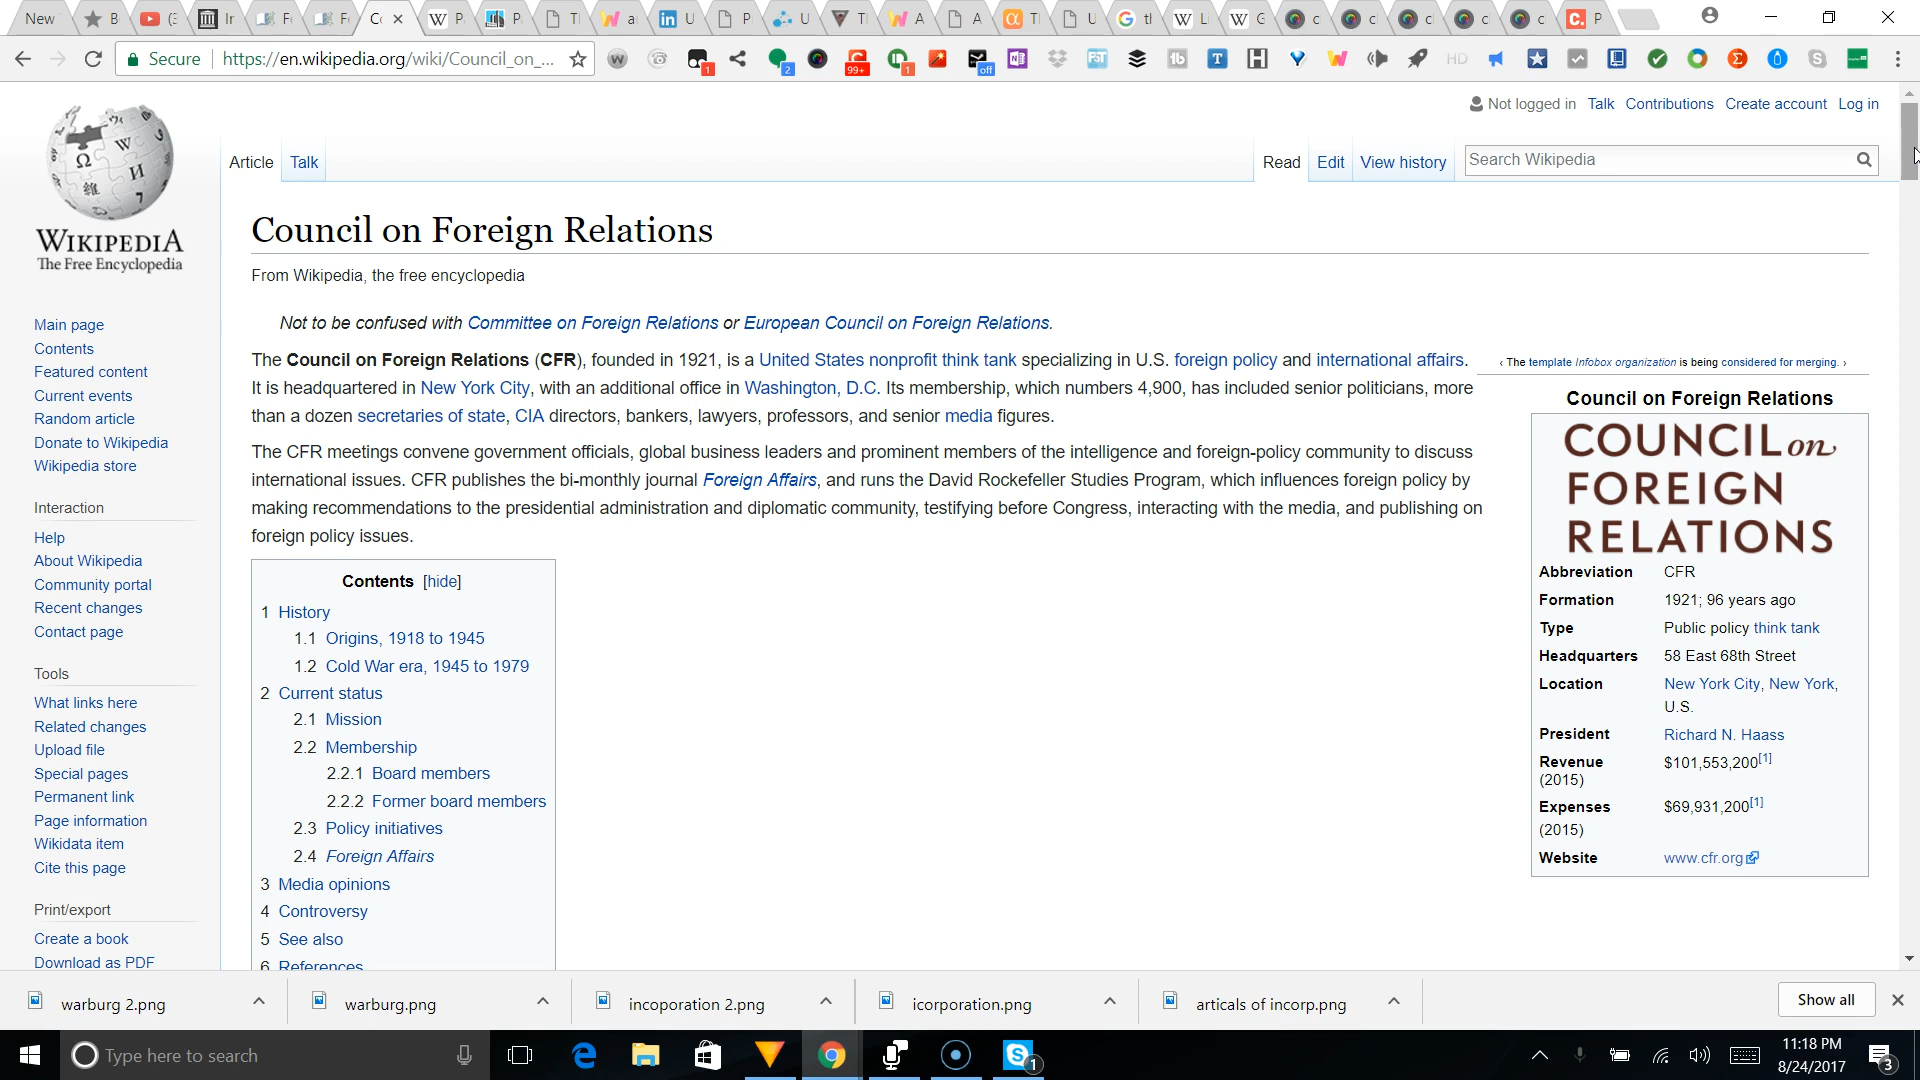 New
B
(3
Ir
F
F
Co
P
P
TI
a
U
P
U
TI
A
A
TI
U
tl
Li
G
c
c
c
c
c
P
Secure
https://en.wikipedia.org/wiki/Council_on_...
1
2
99+
1
off
HD
Not logged in Talk Contributions Create account Log in
Article Talk
Read Edit View history
Search Wikipedia
WIKIPEDIA
The Free Encyclopedia
Main page
Contents
Featured content
Current events
Random article
Donate to Wikipedia
Wikipedia store
Interaction
Help
About Wikipedia
Community portal
Recent changes
Contact page
Tools
What links here
Related changes
Upload file
Special pages
Permanent link
Page information
Wikidata item
Cite this page
Print/export
Create a book
Download as PDF
Council on Foreign Relations
From Wikipedia, the free encyclopedia
Not to be confused with Committee on Foreign Relations or European Council on Foreign Relations.
The Council on Foreign Relations (CFR), founded in 1921, is a United States nonprofit think tank specializing in U.S. foreign policy and international affairs.
It is headquartered in New York City, with an additional office in Washington, D.C. Its membership, which numbers 4,900, has included senior politicians, more
than a dozen secretaries of state, CIA directors, bankers, lawyers, professors, and senior media figures.
The CFR meetings convene government officials, global business leaders and prominent members of the intelligence and foreign-policy community to discuss
international issues. CFR publishes the bi-monthly journal Foreign Affairs, and runs the David Rockefeller Studies Program, which influences foreign policy by
making recommendations to the presidential administration and diplomatic community, testifying before Congress, interacting with the media, and publishing on
foreign policy issues.
Contents [hide]
1 History
1.1 Origins, 1918 to 1945
1.2 Cold War era, 1945 to 1979
2 Current status
2.1 Mission
2.2 Membership
2.2.1 Board members
2.2.2 Former board members
2.3 Policy initiatives
2.4 Foreign Affairs
3 Media opinions
4 Controversy
5 See also
6 References
‹ The template Infobox organization is being considered for merging. ›
Council on Foreign Relations
COUNCIL on
FOREIGN
RELATIONS
Abbreviation CFR
Formation 1921; 96 years ago
Type Public policy think tank
Headquarters 58 East 68th Street
Location New York City, New York,
U.S.
President Richard N. Haass
Revenue $101,553,200[1]
(2015)
Expenses $69,931,200[1]
(2015)
Website www.cfr.org
warburg 2.png
warburg.png
incoporation 2.png
icorporation.png
articals of incorp.png
Show all
Type here to search
1
11:18 PM
8/24/2017
3